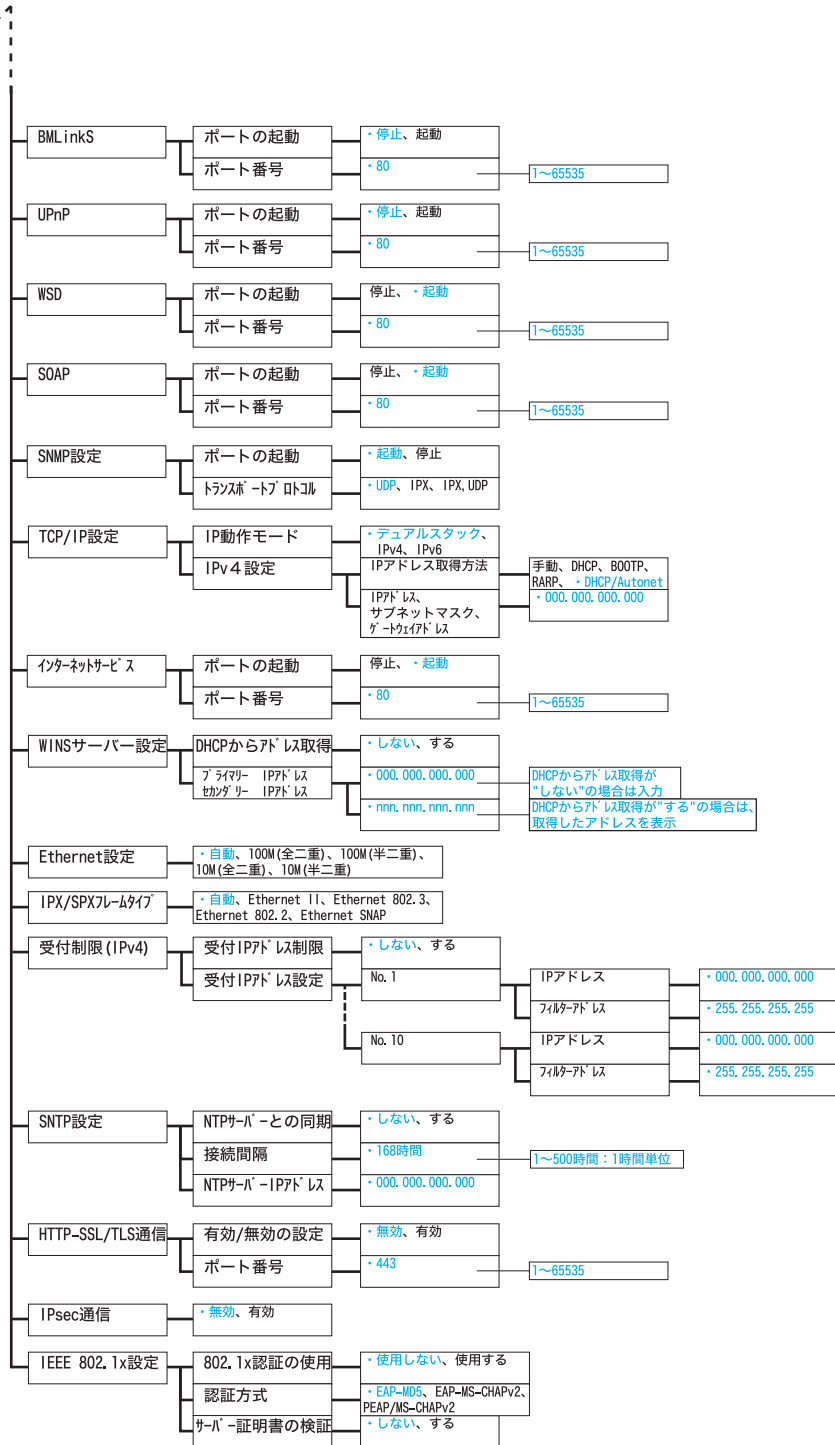 1
BMLinkS
ポートの起動
・停止、起動
ポート番号
・80
1～65535
UPnP
ポートの起動
・停止、起動
ポート番号
・80
1～65535
WSD
ポートの起動
停止、・起動
ポート番号
・80
1～65535
SOAP
ポートの起動
停止、・起動
ポート番号
・80
1～65535
SNMP設定
ポートの起動
・起動、停止
ﾄﾗﾝｽﾎﾟｰﾄﾌﾟﾛﾄｺﾙ
・UDP、IPX、IPX,UDP
TCP/IP設定
IP動作モード
・デュアルスタック、
IPv4、IPv6
IPv４設定
IPアドレス取得方法
手動、DHCP、BOOTP、
RARP、・DHCP/Autonet
IPｱﾄﾞﾚｽ、
サブネットマスク、
ｹﾞｰﾄｳｪｲｱﾄﾞﾚｽ
・000.000.000.000
ｲﾝﾀｰﾈｯﾄｻｰﾋﾞｽ
ポートの起動
停止、・起動
ポート番号
・80
1～65535
WINSサーバー設定
DHCPからｱﾄﾞﾚｽ取得
・しない、する
ﾌﾟﾗｲﾏﾘｰ IPｱﾄﾞﾚｽ
ｾｶﾝﾀﾞﾘｰ IPｱﾄﾞﾚｽ
・000.000.000.000
DHCPからｱﾄﾞﾚｽ取得が
"しない"の場合は入力
・nnn.nnn.nnn.nnn
DHCPからｱﾄﾞﾚｽ取得が"する"の場合は、
取得したアドレスを表示
Ethernet設定
・自動、100M(全二重)、100M(半二重)、
10M(全二重)、10M(半二重)
IPX/SPXﾌﾚｰﾑﾀｲﾌﾟ
・自動、Ethernet II、Ethernet 802.3、
Ethernet 802.2、Ethernet SNAP
受付制限(IPv4)
受付IPｱﾄﾞﾚｽ制限
・しない、する
受付IPｱﾄﾞﾚｽ設定
No.1
IPアドレス
・000.000.000.000
ﾌｨﾙﾀｰｱﾄﾞﾚｽ
・255.255.255.255
No.10
IPアドレス
・000.000.000.000
ﾌｨﾙﾀｰｱﾄﾞﾚｽ
・255.255.255.255
SNTP設定
NTPｻｰﾊﾞｰとの同期
・しない、する
接続間隔
・168時間
1～500時間：1時間単位
NTPｻｰﾊﾞｰIPｱﾄﾞﾚｽ
・000.000.000.000
HTTP-SSL/TLS通信
有効/無効の設定
・無効、有効
ポート番号
・443
1～65535
IPsec通信
・無効、有効
IEEE 802.1x設定
802.1x認証の使用
・使用しない、使用する
認証方式
・EAP-MD5、EAP-MS-CHAPv2、
PEAP/MS-CHAPv2
ｻｰﾊﾞｰ証明書の検証
・しない、する